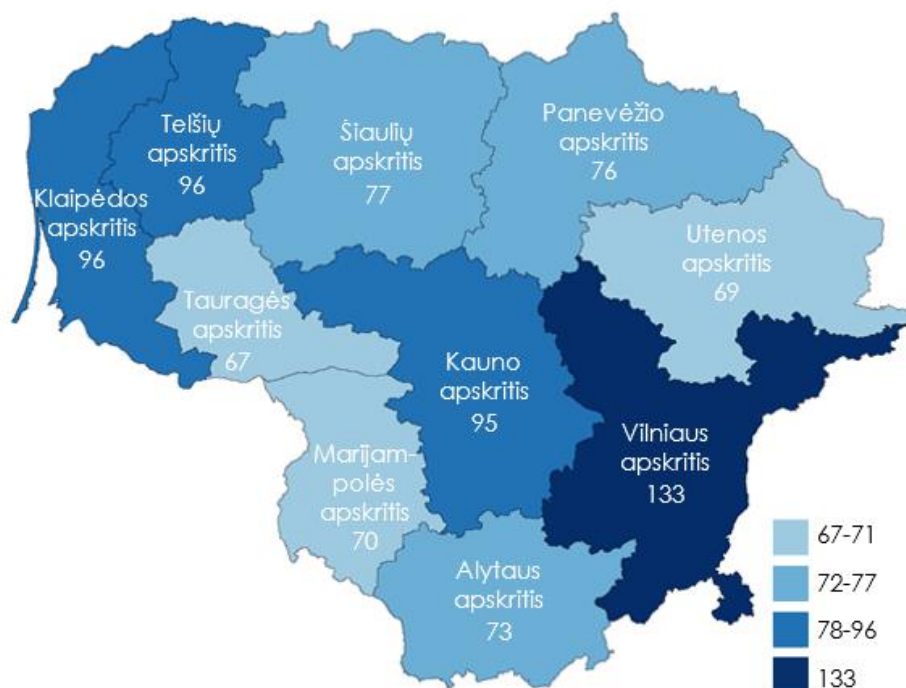 Telšių
apskritis
96
Šiaulių
apskritis
77
Panevėžio
apskritis
76
Klaipėdos
apskritis
96
Utenos
apskritis
69
Tauragės
apskritis
67
Kauno
apskritis
95
Vilniaus
apskritis
133
Marijam-
polės
apskritis
70
Alytaus
apskritis
73
67-71
72-77
78-96
133